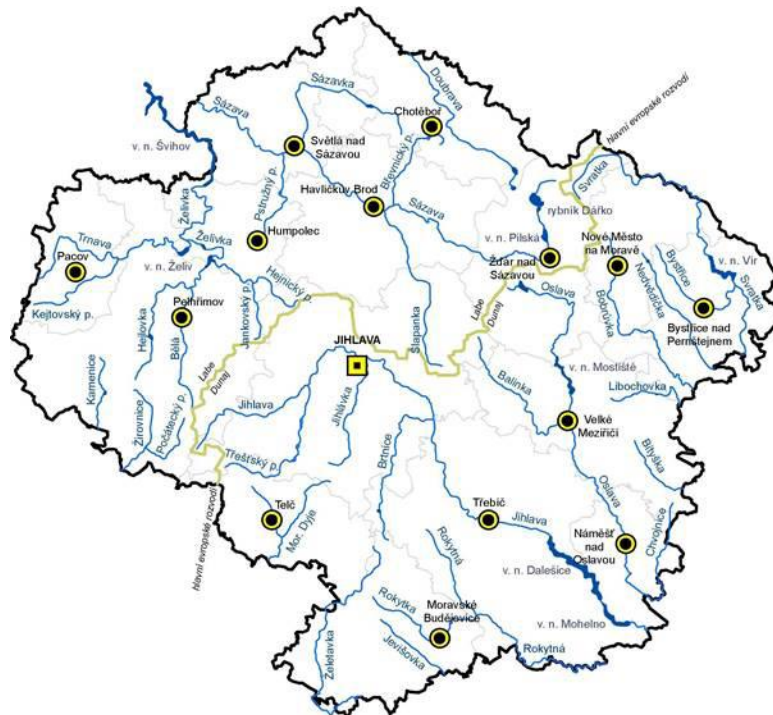 Sázavka
Doubrava
Chotěboř
hlavní evropské rozvodí
Sázava
Světlá nad
Sázavou
Břevnický p.
v. n. Švihov
Svratka
Pstružný p.
Havlíčkův Brod
Želivka
Sázava
rybník Dářko
Trnava
Želivka
Humpolec
v. n. Pilská
Nové Město
na Moravě
Pacov
v. n. Želiv
Žďár nad
Sázavou
Bystřice
v. n. Vír
Hejnický p.
Oslava
Nedvědička
Svratka
Kejtovský p.
Pelhřimov
Bobrůvka
Bystřice nad
Pernštejnem
Hejlovka
Bělá
Jankovský p.
Šlapanka
Labe
Dunaj
JIHLAVA
Labe
Dunaj
v. n. Mostiště
Kamenice
Balinka
Libochovka
Žirovnice
Počátecký p.
Jihlava
Jihlávka
Velké
Meziříčí
Třešťský p.
Brtnice
Bítýška
Oslava
hlavní evropské rozvodí
Telč
Mor. Dyje
Třebíč
Jihlava
Náměšť
nad
Oslavou
Chvojnice
Rokytná
v. n. Dalešice
Rokytka
Moravské
Budějovice
v. n. Mohelno
Želetavka
Jevišovka
Rokytná